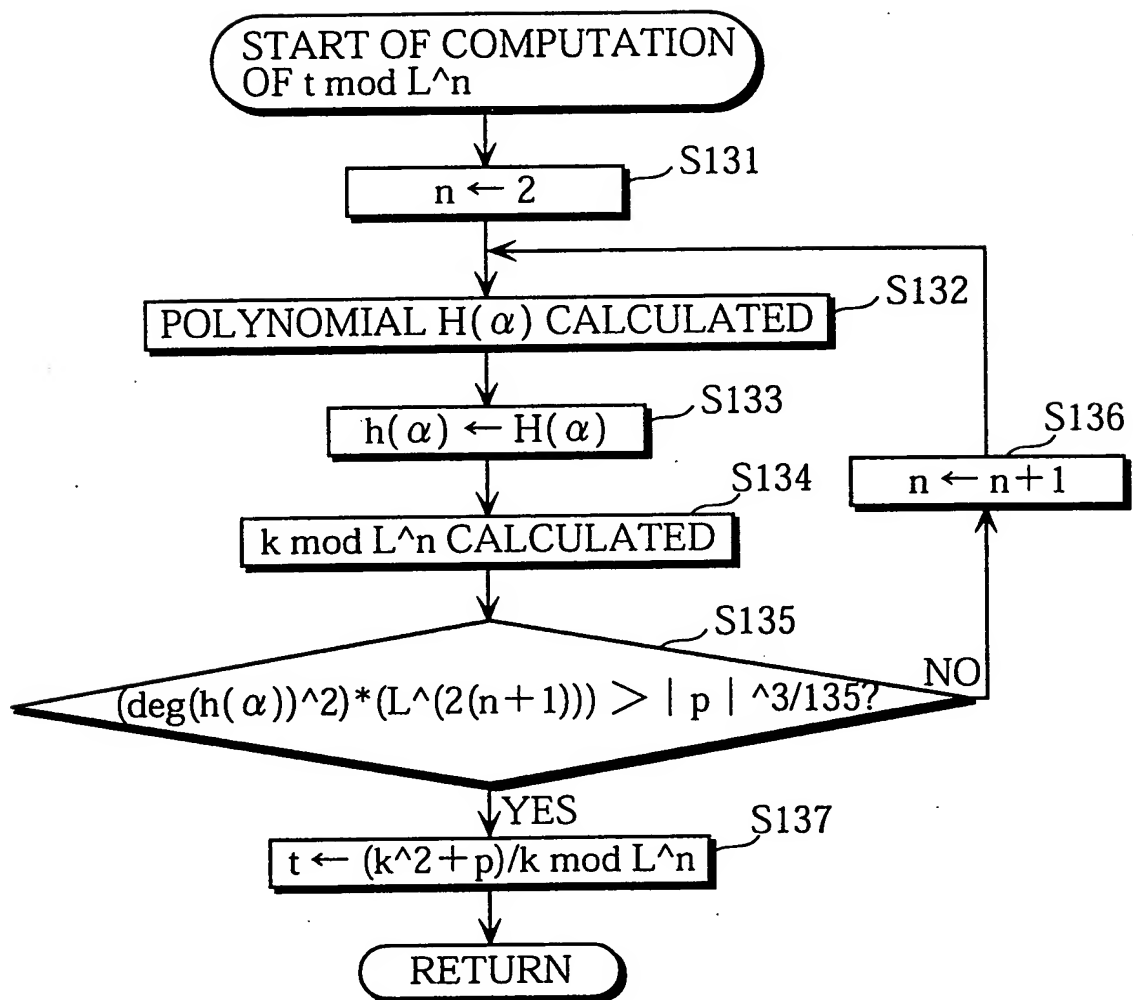 START OF COMPUTATION
OF t mod L^n
S131
n ← 2
S132
POLYNOMIAL H(α) CALCULATED
S133
h(α) ← H(α)
S136
n ← n+1
S134
k mod L^n CALCULATED
S135
(deg(h(α))^2)*(L^(2(n+1))) > | p | ^3/135?
NO
YES
S137
t ← (k^2+p)/k mod L^n
RETURN